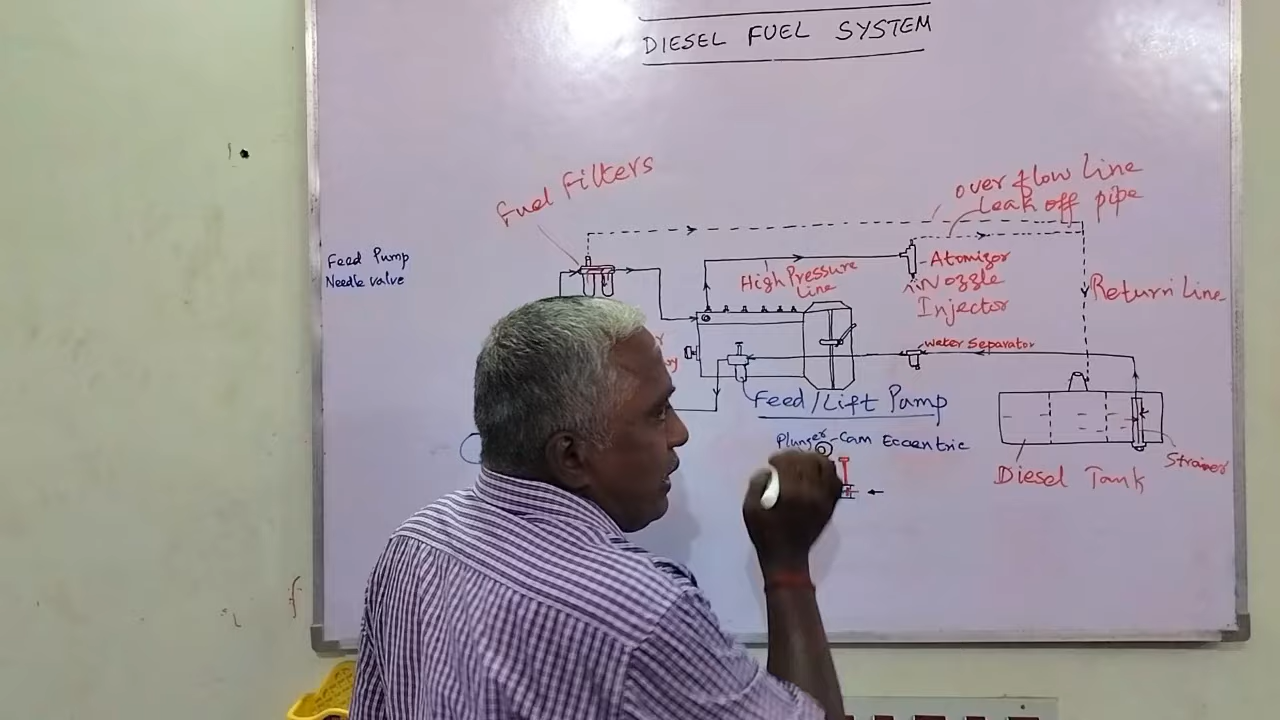 DIESEL FUEL SYSTEM
Fuel Filters
over flow Line
Leak off pipe
Feed Pump
Needle valve
High Pressure
Line
Atomizor
Nozzle
Injector
Return Line
water Separator
Feed/Lift Pump
Plunger-Cam Eccentric
Diesel Tank
Strainer